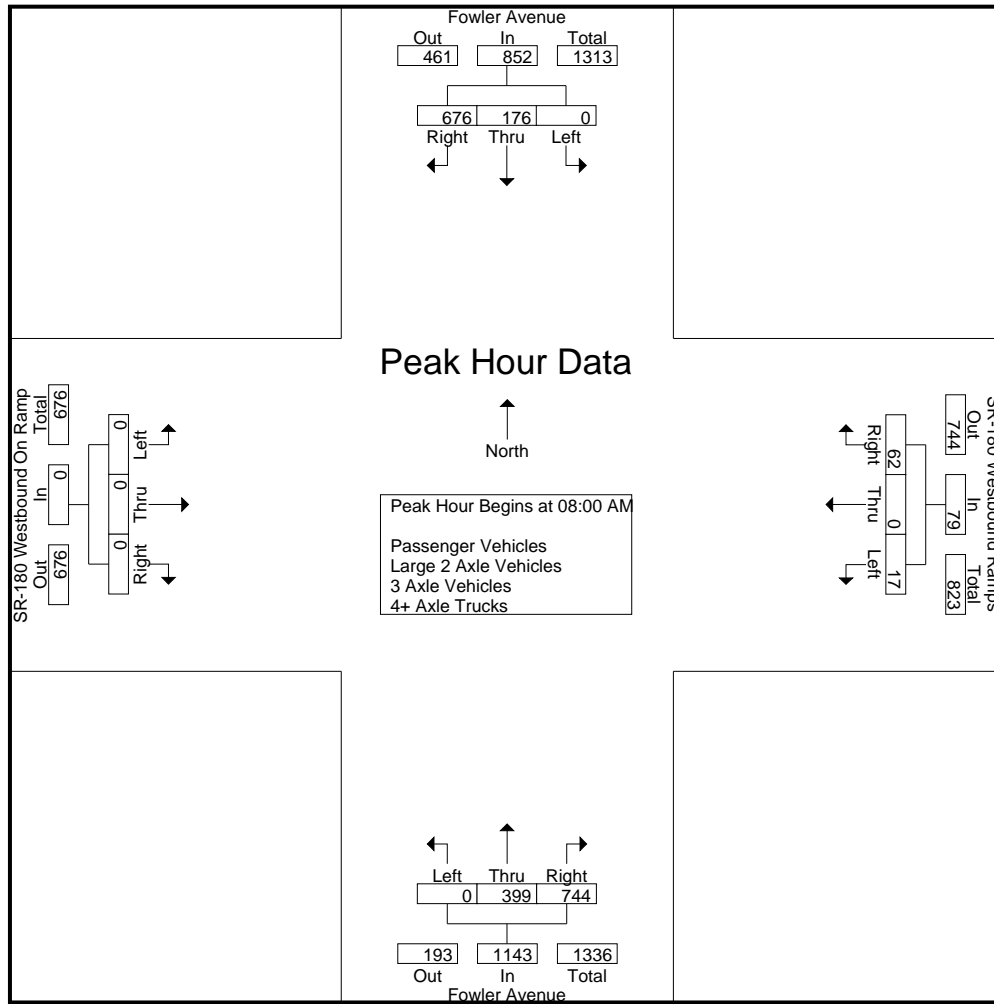 Fowler Avenue
Out In Total
461 852 1313
676 176 0
Right Thru Left
Peak Hour Data
North
Peak Hour Begins at 08:00 AM
Passenger Vehicles
Large 2 Axle Vehicles
3 Axle Vehicles
4+ Axle Trucks
SR-180 Westbound On Ramp
Out In Total
676 0 676
0 0 0
Right Thru Left
SR-180 Westbound Ramps
Out In Total
744 79 823
62 0 17
Right Thru Left
Left Thru Right
0 399 744
193 1143 1336
Out In Total
Fowler Avenue